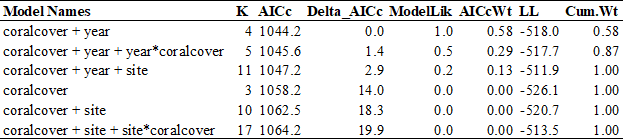 Model Names K AICc Delta_AICc ModelLik AICcWt LL Cum.Wt
coralcover + year 4 1044.2 0.0 1.0 0.58 -518.0 0.58
coralcover + year + year*coralcover 5 1045.6 1.4 0.5 0.29 -517.7 0.87
coralcover + year + site 11 1047.2 2.9 0.2 0.13 -511.9 1.00
coralcover 3 1058.2 14.0 0.0 0.00 -526.1 1.00
coralcover + site 10 1062.5 18.3 0.0 0.00 -520.7 1.00
coralcover + site + site*coralcover 17 1064.2 19.9 0.0 0.00 -513.5 1.00